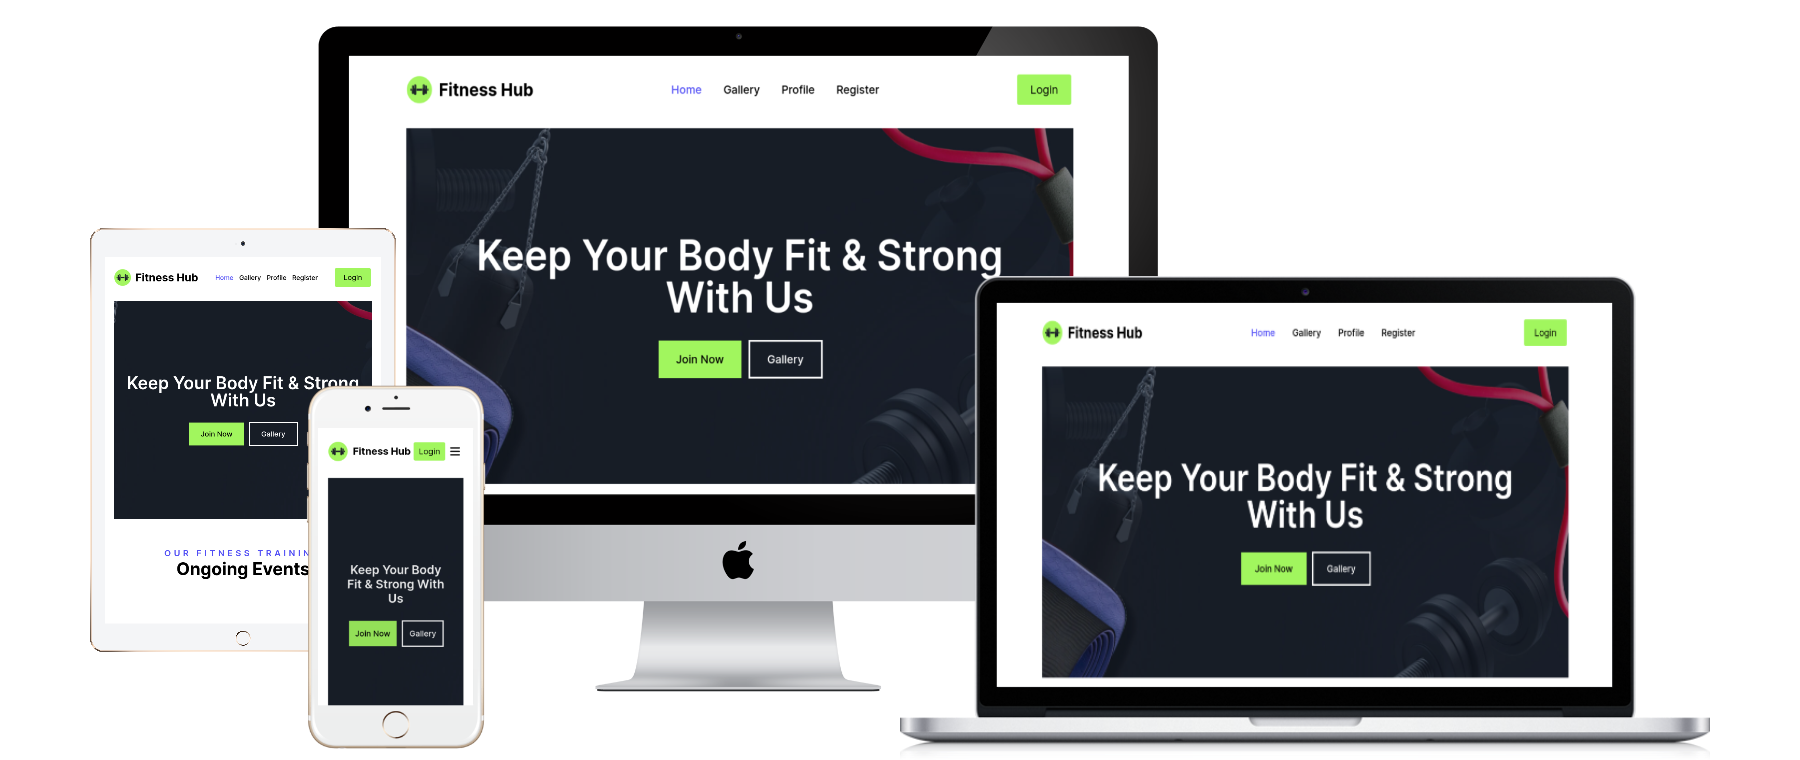 Fitness Hub
Home Gallery Profile Register
Login
Keep Your Body Fit & Strong
With Us
Join Now
Gallery
Fitness Hub
Home Gallery Profile Register
Login
Keep Your Body Fit & Strong
With Us
Join Now
Gallery
OUR FITNESS TRAININ
Ongoing Events
Fitness Hub
Login
Keep Your Body
Fit & Strong With
Us
Join Now
Gallery
Fitness Hub
Home Gallery Profile Register
Login
Keep Your Body Fit & Strong
With Us
Join Now
Gallery